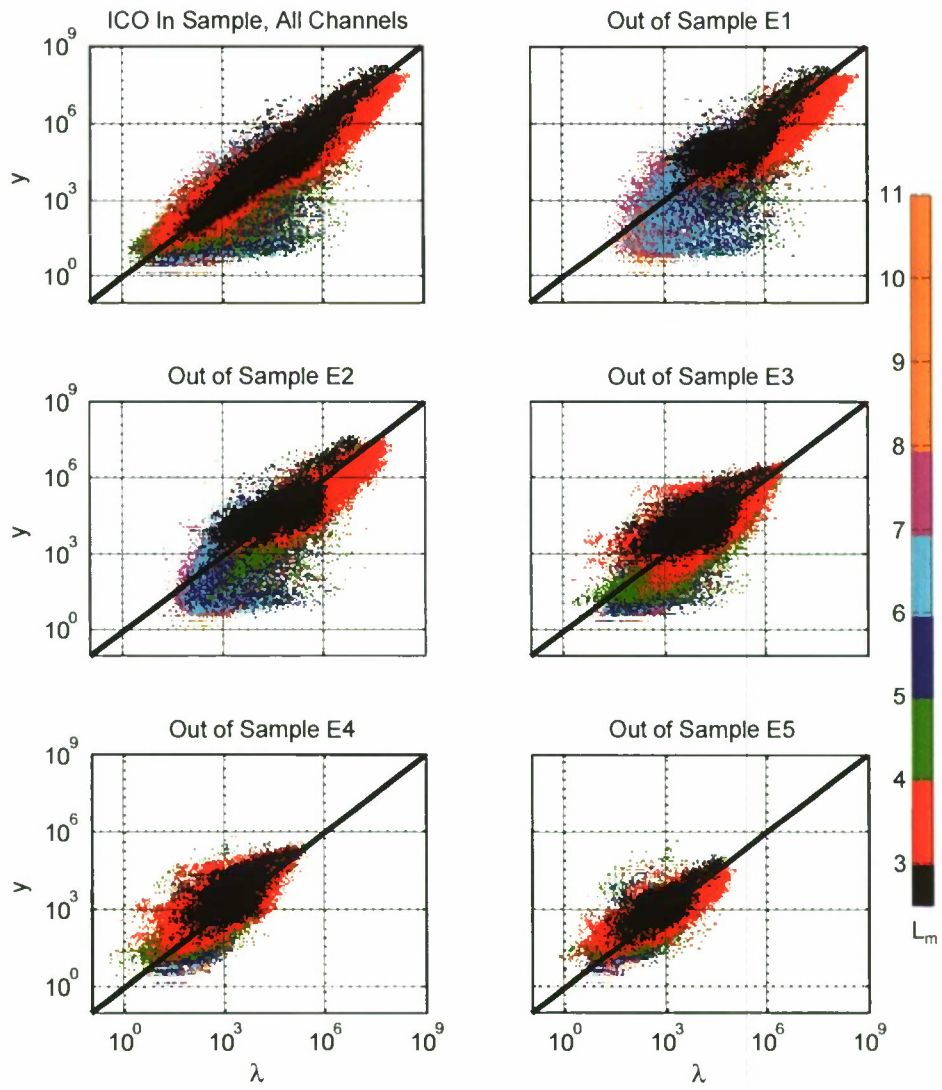 ICO In Sample, All Channels
Out of Sample E1
10^9
10^6
10^3
10^0
y
11
10
9
8
7
6
5
4
3
L_m
Out of Sample E2
Out of Sample E3
10^9
10^6
10^3
10^0
y
Out of Sample E4
Out of Sample E5
10^9
10^6
10^3
10^0
y
10^0 10^3 10^6 10^9
10^0 10^3 10^6 10^9
λ
λ